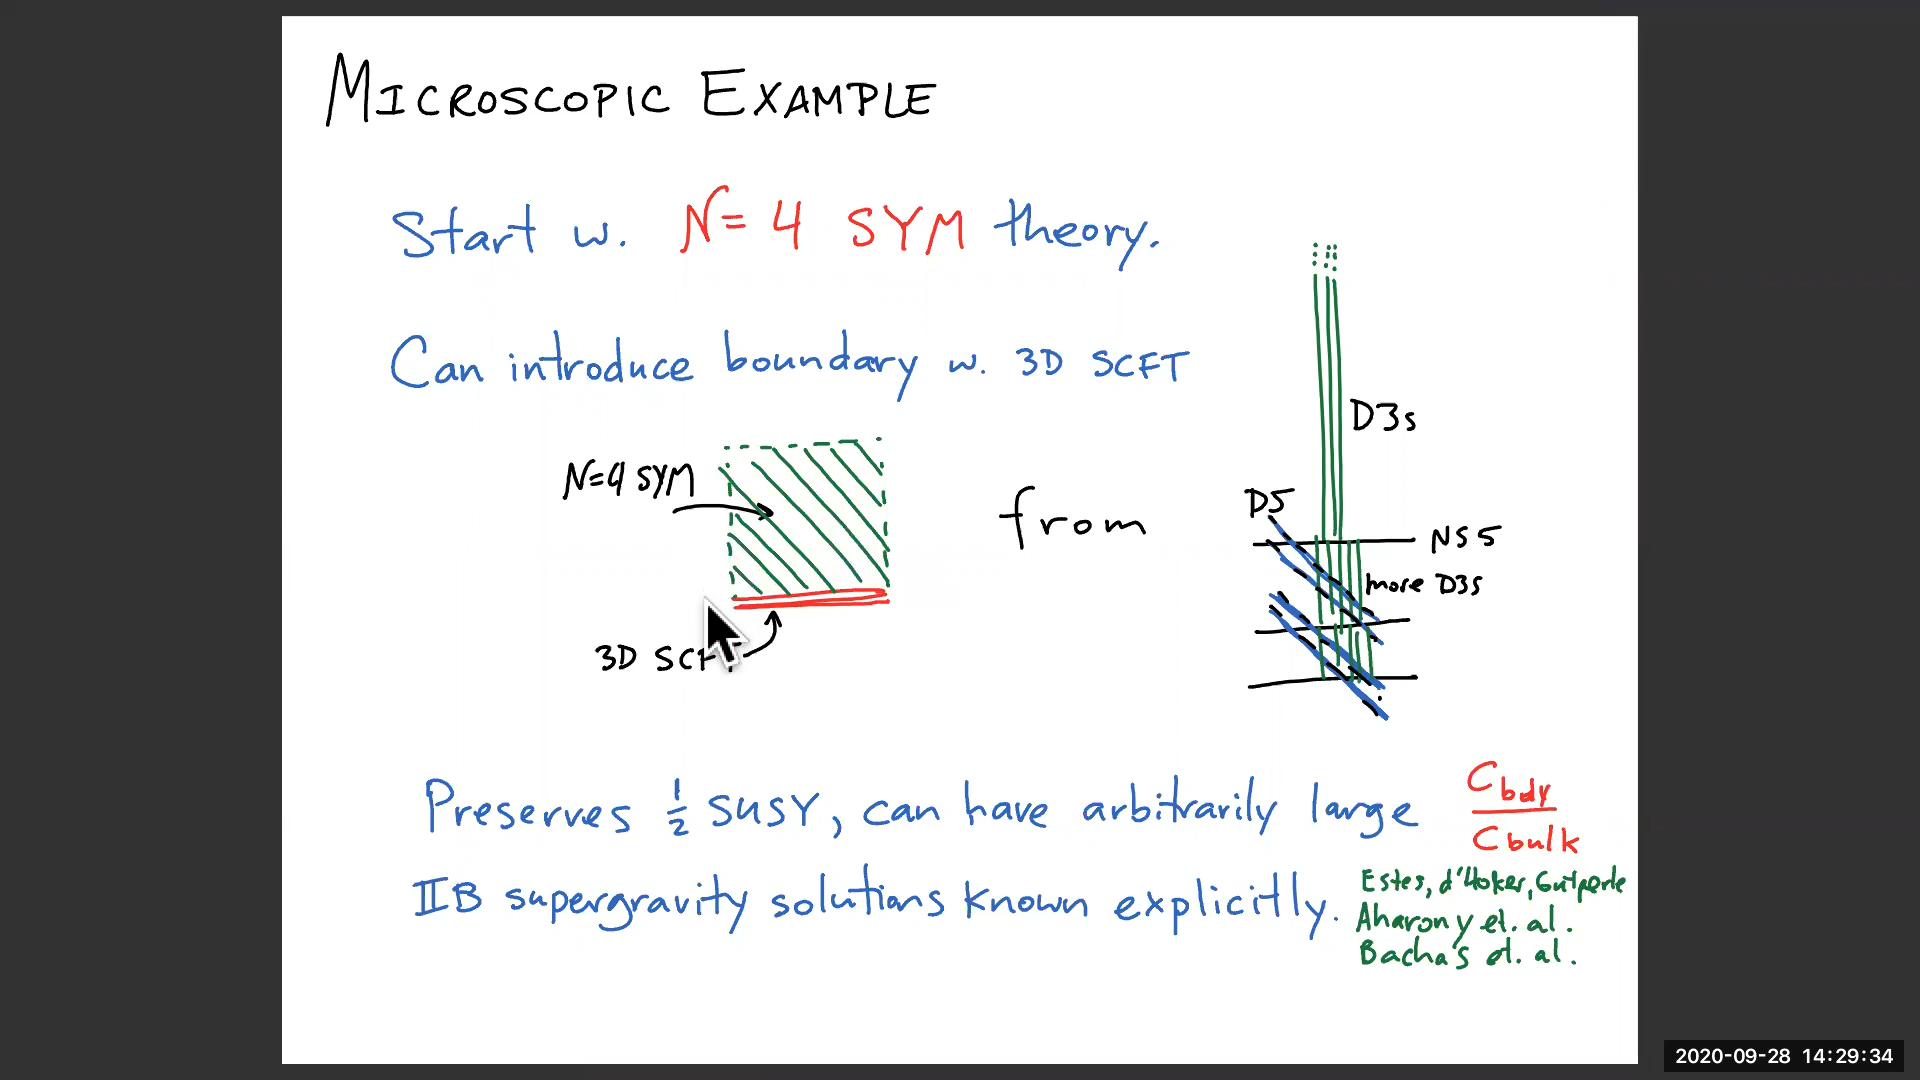 MICROSCOPIC EXAMPLE
Start w. N=4 SYM theory.
Can introduce boundary w. 3D SCFT
N=4 SYM
3D SCF
from
D3s
D5
NS5
more D3s
Preserves 1/2 SUSY, can have arbitrarily large Cbdy/Cbulk
IIB supergravity solutions known explicitly.
Estes, d'Hoker, Gutperle
Aharony et. al.
Bachas et. al.
2020-09-28 14:29:34